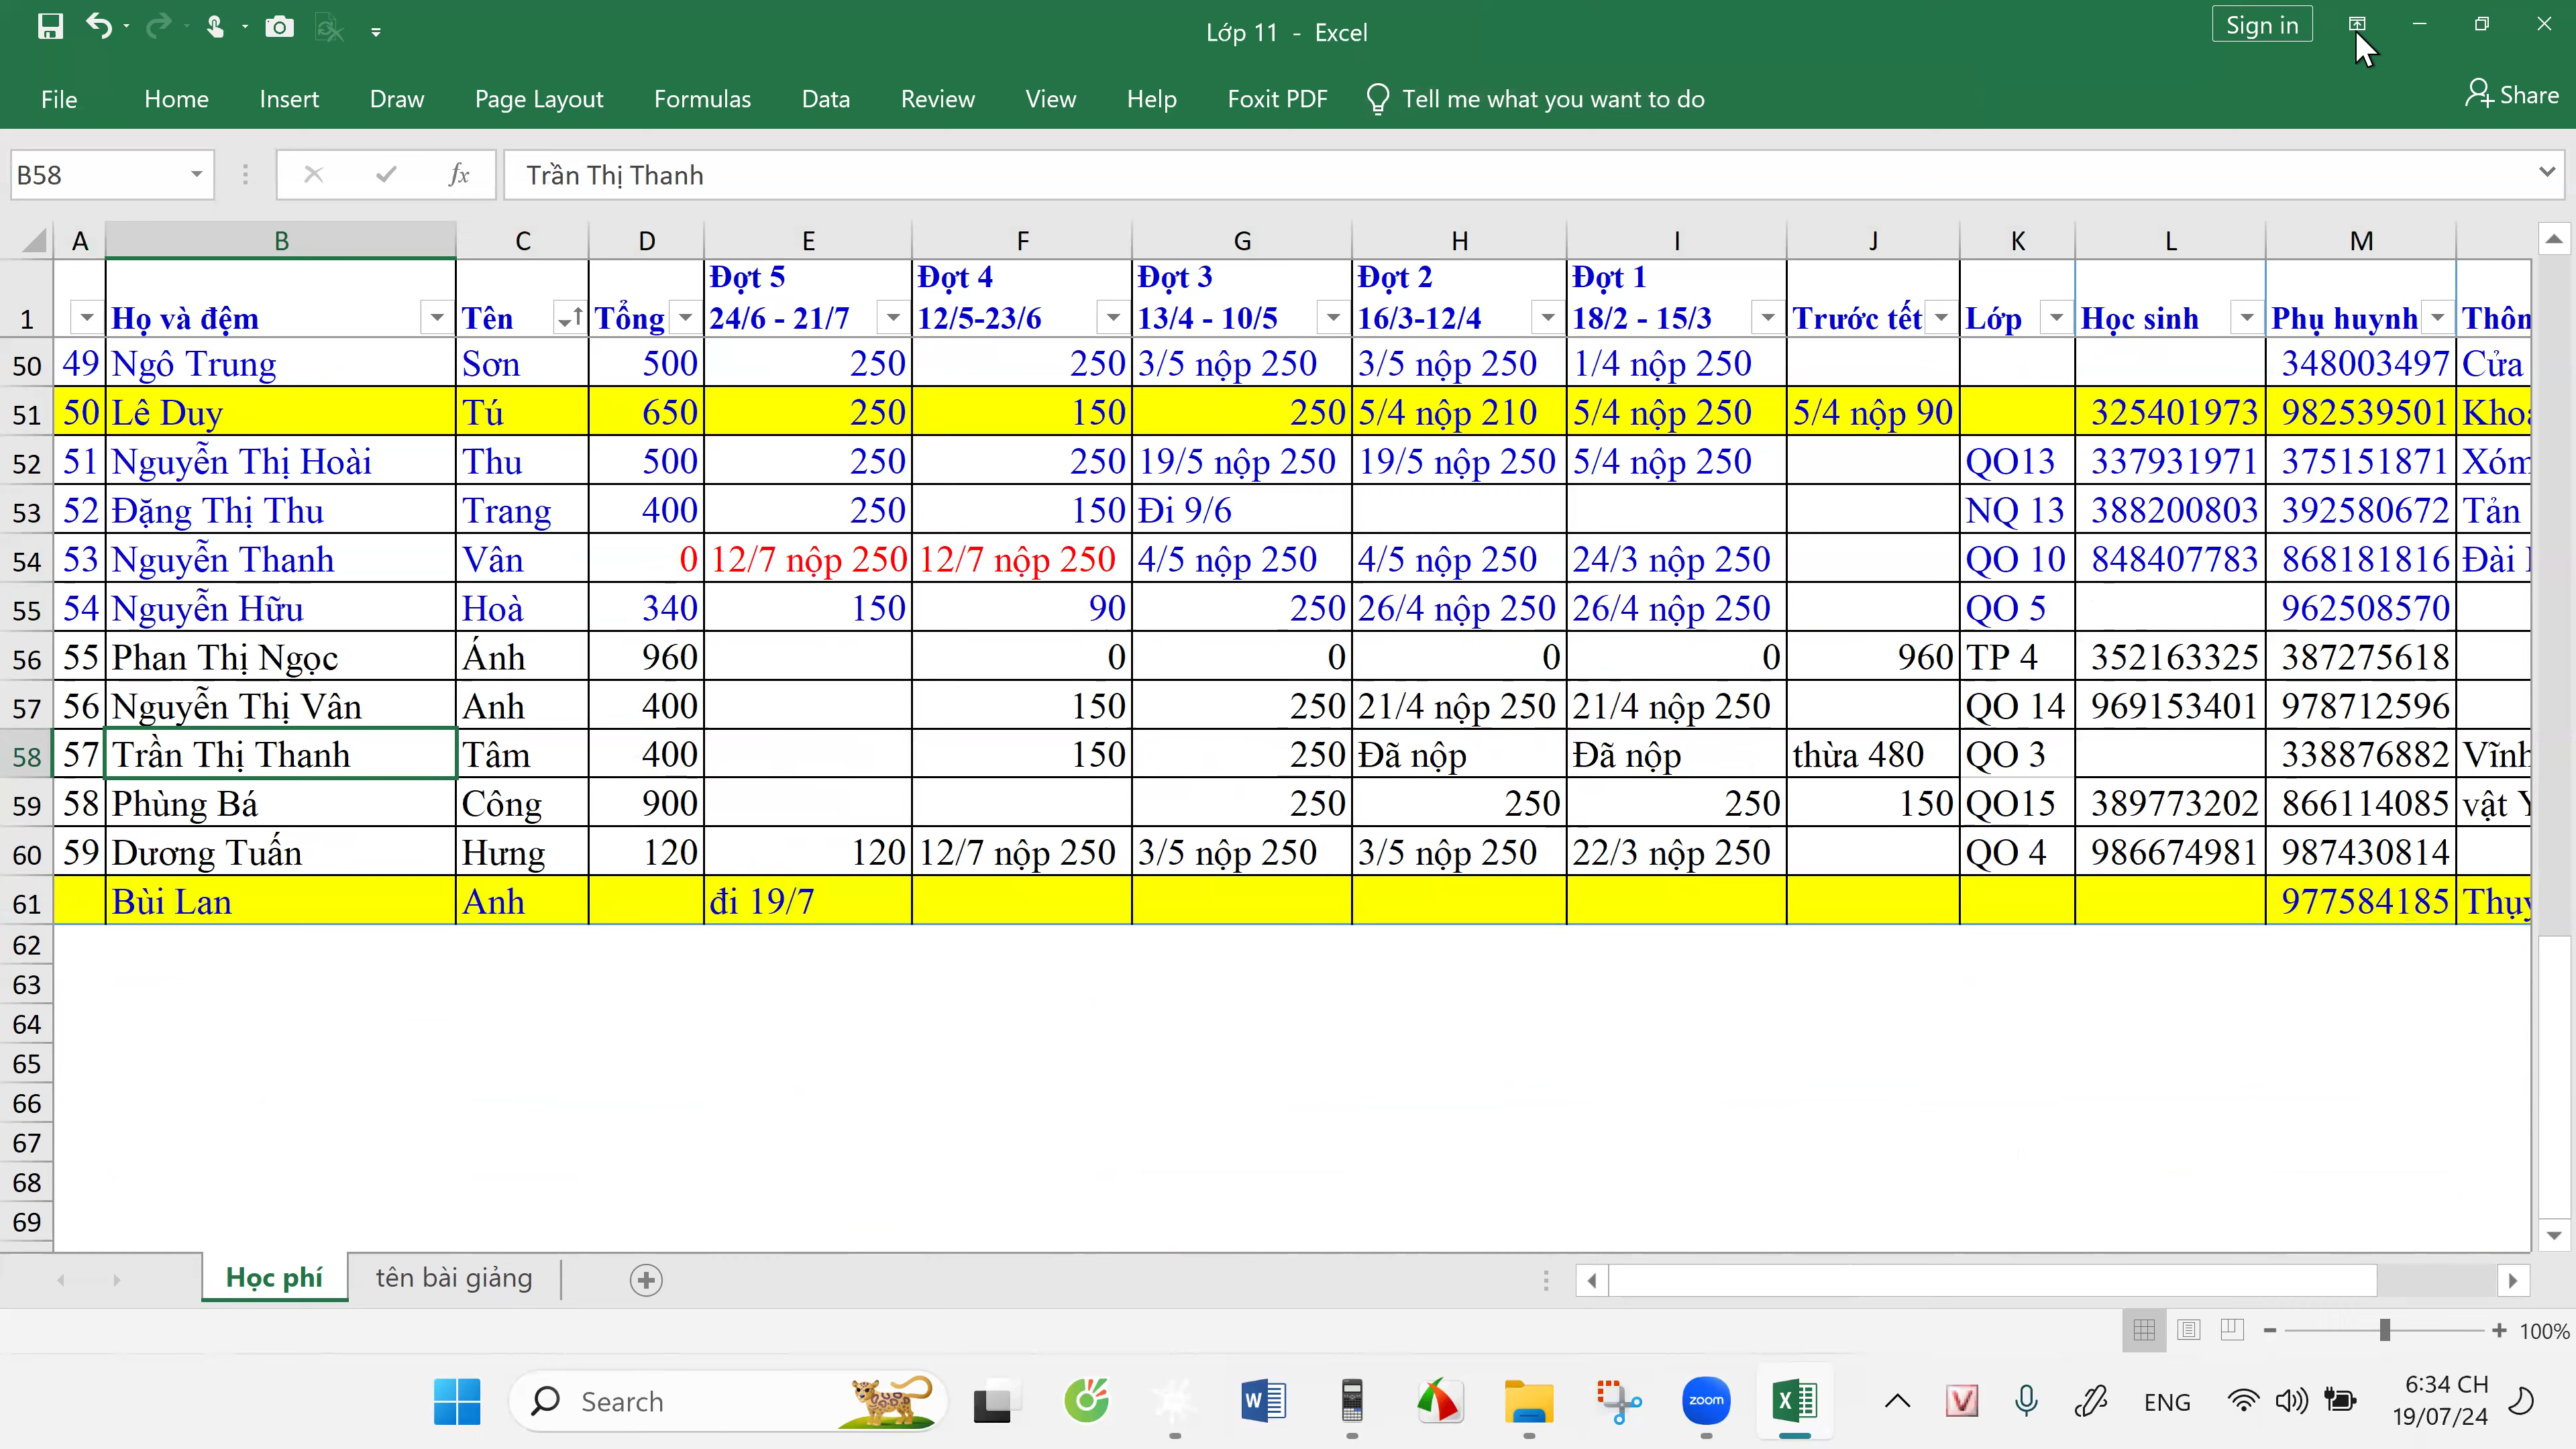 Lớp 11 - Excel
Sign in
File Home Insert Draw Page Layout Formulas Data Review View Help Foxit PDF Tell me what you want to do Share
B58 fx Trần Thị Thanh
A B C D E F G H I J K L M
Đợt 5 Đợt 4 Đợt 3 Đợt 2 Đợt 1
1 Họ và đệm Tên Tổng 24/6 - 21/7 12/5-23/6 13/4 - 10/5 16/3-12/4 18/2 - 15/3 Trước tết Lớp Học sinh Phụ huynh Thôn
50 49 Ngô Trung Sơn 500 250 250 3/5 nộp 250 3/5 nộp 250 1/4 nộp 250 348003497 Cửa
51 50 Lê Duy Tú 650 250 150 250 5/4 nộp 210 5/4 nộp 250 5/4 nộp 90 325401973 982539501
52 51 Nguyễn Thị Hoài Thu 500 250 250 19/5 nộp 250 19/5 nộp 250 5/4 nộp 250 QO13 337931971 375151871 Xóm
53 52 Đặng Thị Thu Trang 400 250 150 Đi 9/6 NQ 13 388200803 392580672 Tản
54 53 Nguyễn Thanh Vân 0 12/7 nộp 250 12/7 nộp 250 4/5 nộp 250 4/5 nộp 250 24/3 nộp 250 QO 10 848407783 868181816 Đài
55 54 Nguyễn Hữu Hoà 340 150 90 250 26/4 nộp 250 26/4 nộp 250 QO 5 962508570
56 55 Phan Thị Ngọc Ánh 960 0 0 0 0 960 TP 4 352163325 387275618
57 56 Nguyễn Thị Vân Anh 400 150 250 21/4 nộp 250 21/4 nộp 250 QO 14 969153401 978712596
58 57 Trần Thị Thanh Tâm 400 150 250 Đã nộp Đã nộp thừa 480 QO 3 338876882 Vĩnh
59 58 Phùng Bá Công 900 250 250 250 150 QO15 389773202 866114085 vật
60 59 Dương Tuấn Hưng 120 120 12/7 nộp 250 3/5 nộp 250 3/5 nộp 250 22/3 nộp 250 QO 4 986674981 987430814
61 Bùi Lan Anh đi 19/7 977584185 Thụy
62
63
64
65
66
67
68
69
Học phí tên bài giảng
100%
Search W zoom X V ENG 6:34 CH
19/07/24